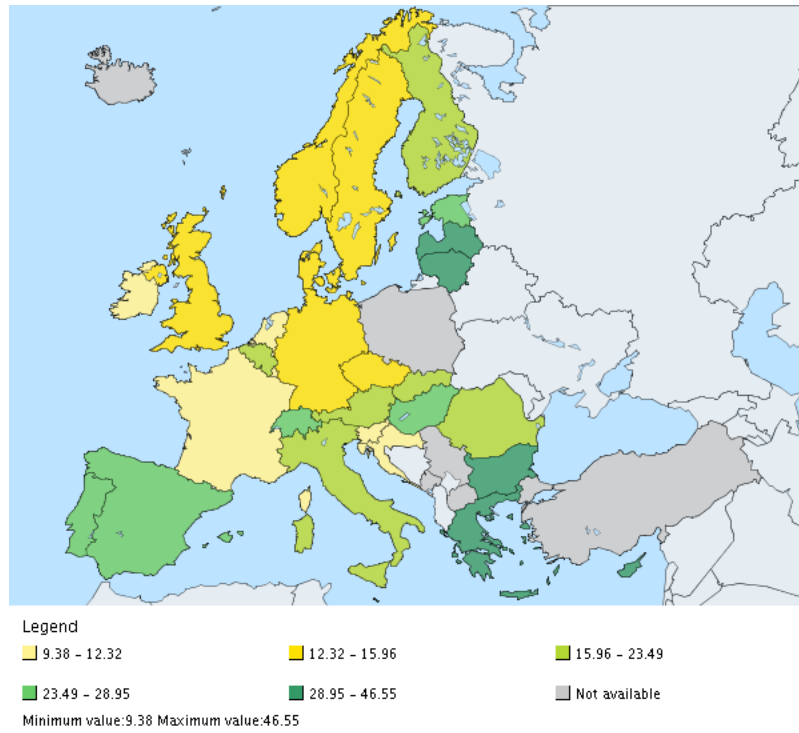 Legend
9.38 - 12.32
12.32 - 15.96
15.96 - 23.49
23.49 - 28.95
28.95 - 46.55
Not available
Minimum value:9.38 Maximum value:46.55